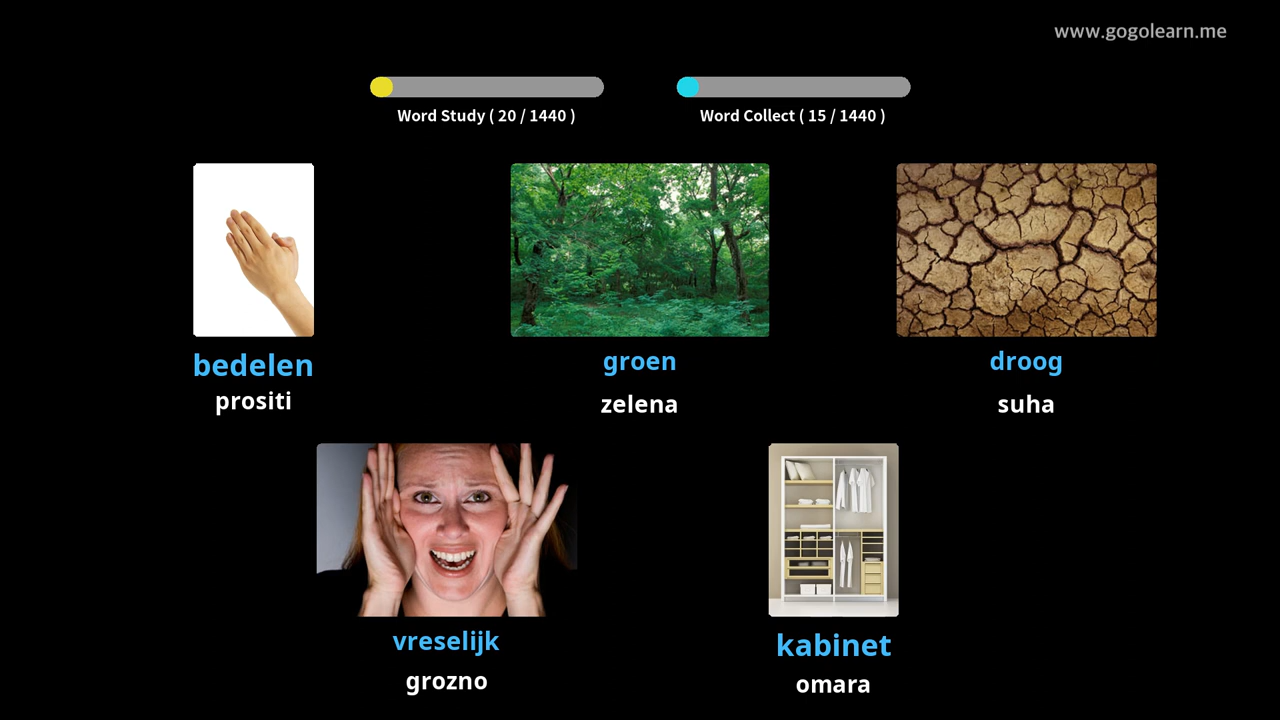 www.gogolearn.me
Word Study ( 20 / 1440 )
Word Collect ( 15 / 1440 )
bedelen
prositi
groen
zelena
droog
suha
vreselijk
grozno
kabinet
omara